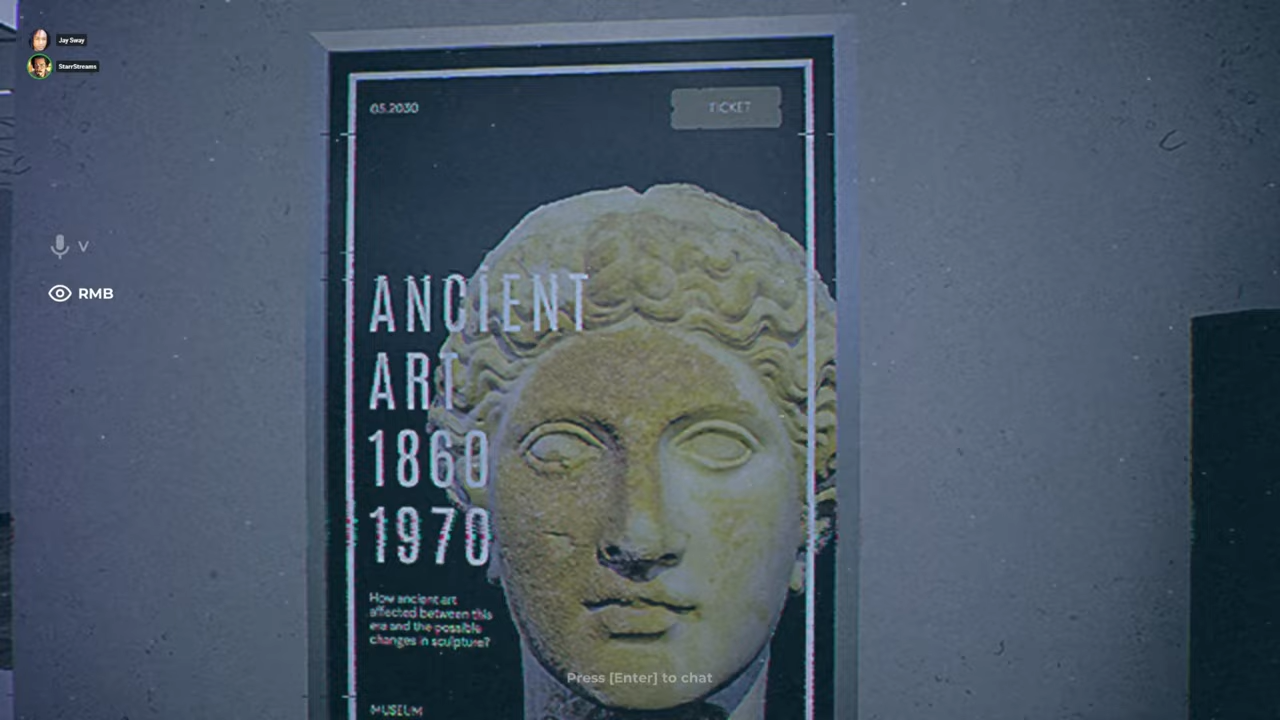 Jay Sway
StarrStreams
05.2030
TICKET
V
RMB
ANCIENT
ART
1860
1970
How ancient art
affected between this
era and the possible
changes in sculpture?
Press [Enter] to chat
MUSEUM